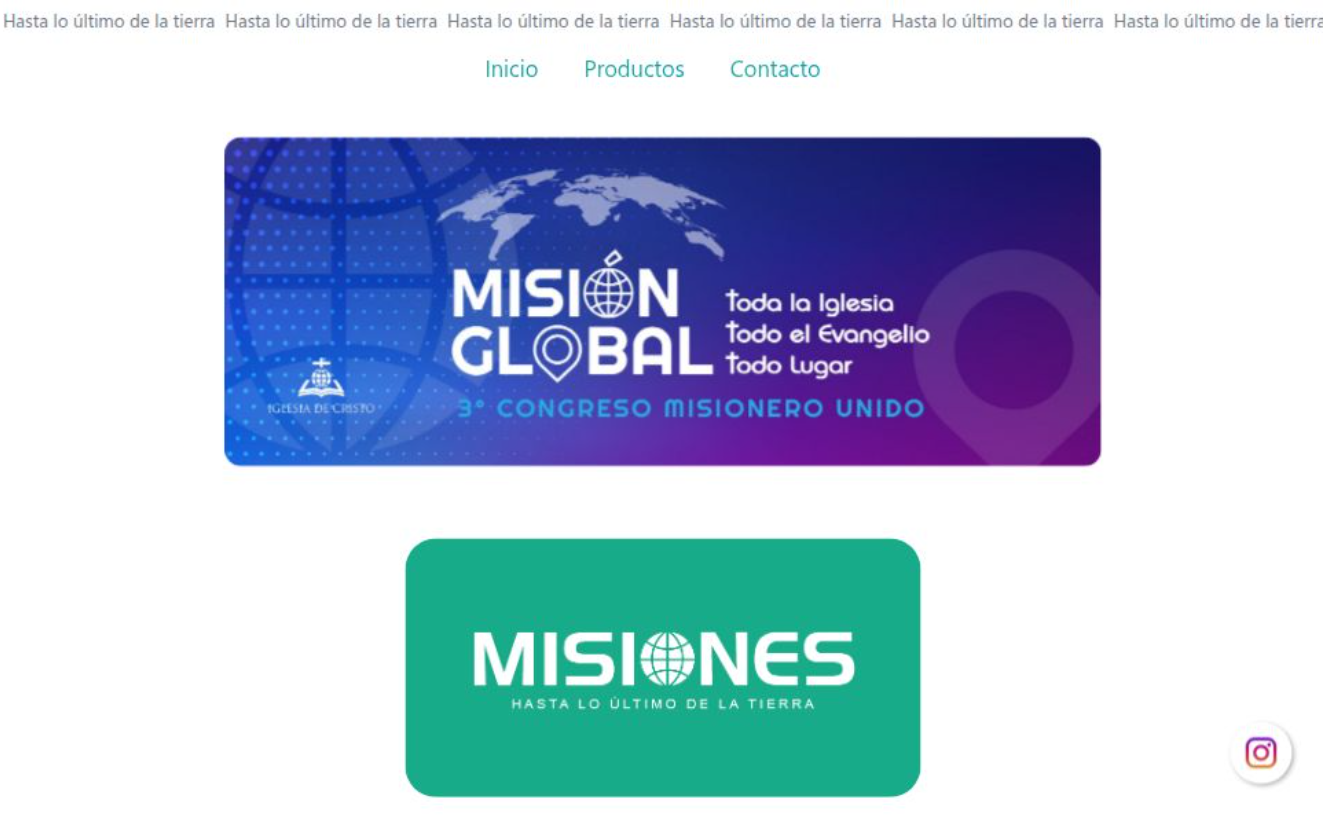 Hasta lo último de la tierra Hasta lo último de la tierra Hasta lo último de la tierra Hasta lo último de la tierra Hasta lo último de la tierra Hasta lo último de la tierra
Inicio Productos Contacto
MISIÓN
GLOBAL
Toda la Iglesia
Todo el Evangelio
Todo Lugar
IGLESIA DE CRISTO
3° CONGRESO MISIONERO UNIDO
MISIONES
HASTA LO ÚLTIMO DE LA TIERRA